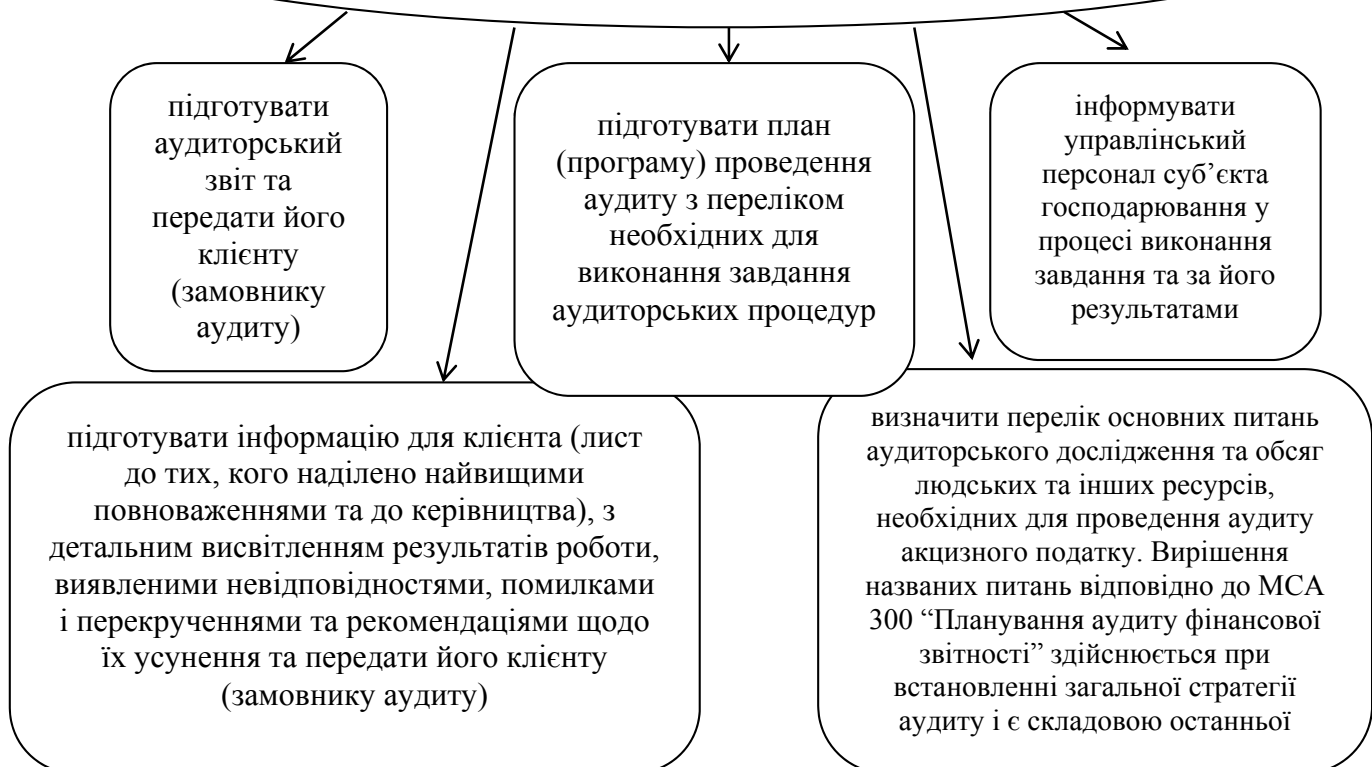 підготувати
аудиторський
звіт та
передати його
клієнту
(замовнику
аудиту)
підготувати план
(програму) проведення
аудиту з переліком
необхідних для
виконання завдання
аудиторських процедур
інформувати
управлінський
персонал суб’єкта
господарювання у
процесі виконання
завдання та за його
результатами
підготувати інформацію для клієнта (лист
до тих, кого наділено найвищими
повноваженнями та до керівництва), з
детальним висвітленням результатів роботи,
виявленими невідповідностями, помилками
і перекрученнями та рекомендаціями щодо
їх усунення та передати його клієнту
(замовнику аудиту)
визначити перелік основних питань
аудиторського дослідження та обсяг
людських та інших ресурсів,
необхідних для проведення аудиту
акцизного податку. Вирішення
названих питань відповідно до МСА
300 “Планування аудиту фінансової
звітності” здійснюється при
встановленні загальної стратегії
аудиту і є складовою останньої